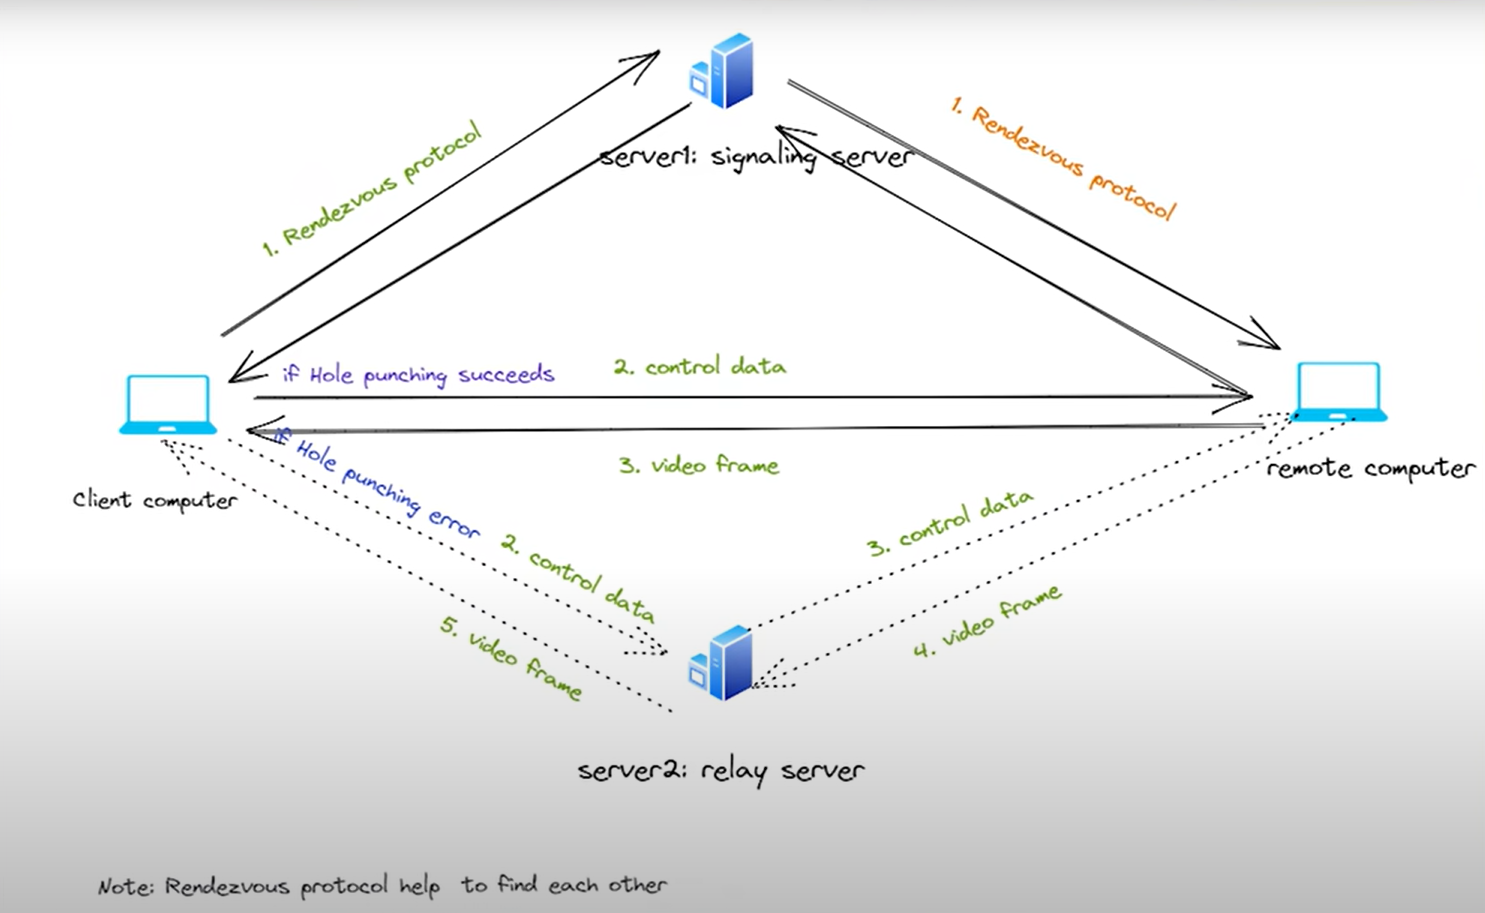 1. Rendezvous protocol
1. Rendezvous protocol
server1: signaling server
if Hole punching succeeds
2. control data
3. video frame
Client computer
remote computer
if Hole punching error
2. control data
3. control data
5. video frame
4. video frame
server2: relay server
Note: Rendezvous protocol help to find each other